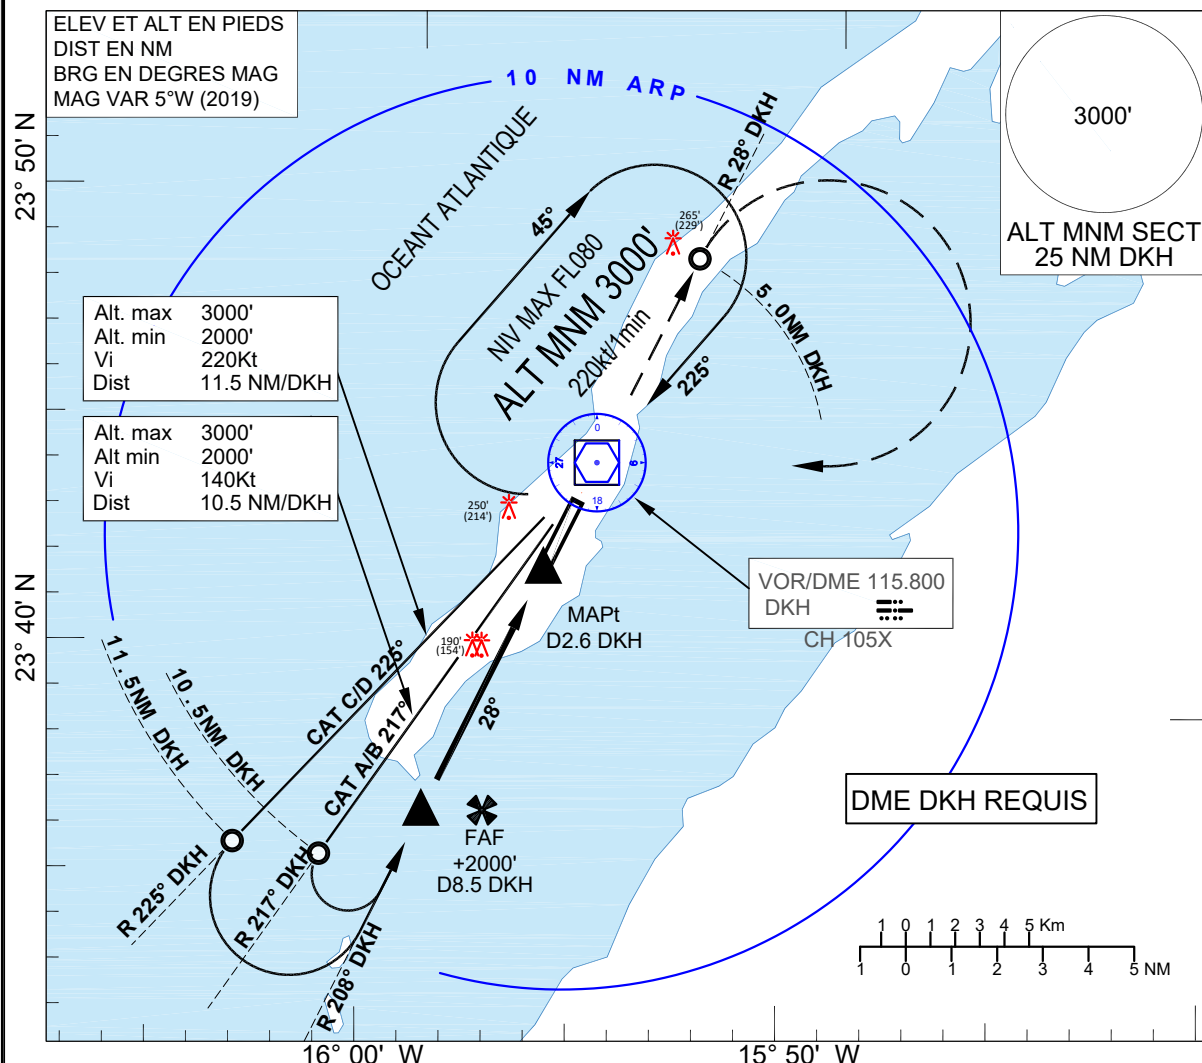 ELEV ET ALT EN PIEDS
DIST EN NM
BRG EN DEGRES MAG
MAG VAR 5°W (2019)
10 NM ARP
3000'
ALT MNM SECT
25 NM DKH
23° 50' N
OCEANT ATLANTIQUE
R 28° DKH
45°
265'
(229')
NIV MAX FL080
ALT MNM 3000'
220kt/1min
225°
5.0NM DKH
Alt. max 3000'
Alt. min 2000'
Vi 220Kt
Dist 11.5 NM/DKH
Alt. max 3000'
Alt min 2000'
Vi 140Kt
Dist 10.5 NM/DKH
0
27
9
18
250'
(214')
VOR/DME 115.800
DKH
CH 105X
23° 40' N
MAPt
D2.6 DKH
190'
(154')
11.5NM DKH
10.5NM DKH
CAT C/D 225°
CAT A/B 217°
28°
DME DKH REQUIS
FAF
+2000'
D8.5 DKH
R 225° DKH
R 217° DKH
R 208° DKH
1 0 1 2 3 4 5 Km
1 0 1 2 3 4 5 NM
16° 00' W
15° 50' W